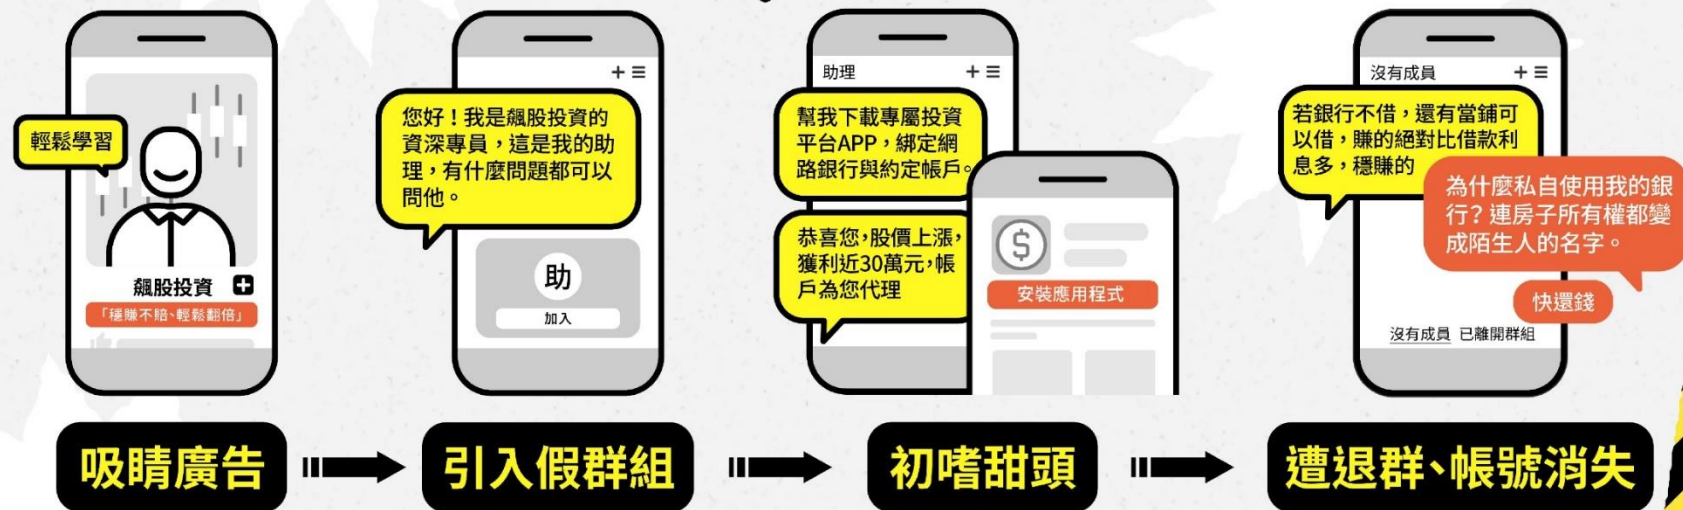 輕鬆學習
飆股投資
「穩賺不賠、輕鬆翻倍」
您好！我是飆股投資的
資深專員，這是我的助
理，有什麼問題都可以
問他。
助
加入
助理
幫我下載專屬投資
平台APP，綁定網
路銀行與約定帳戶。
恭喜您，股價上漲，
獲利近30萬元，帳
戶為您代理
安裝應用程式
沒有成員
若銀行不借，還有當鋪可
以借，賺的絕對比借款利
息多，穩賺的
為什麼私自使用我的銀
行？連房子所有權都變
成陌生人的名字。
快還錢
沒有成員 已離開群組
吸睛廣告
引入假群組
初嗜甜頭
遭退群、帳號消失